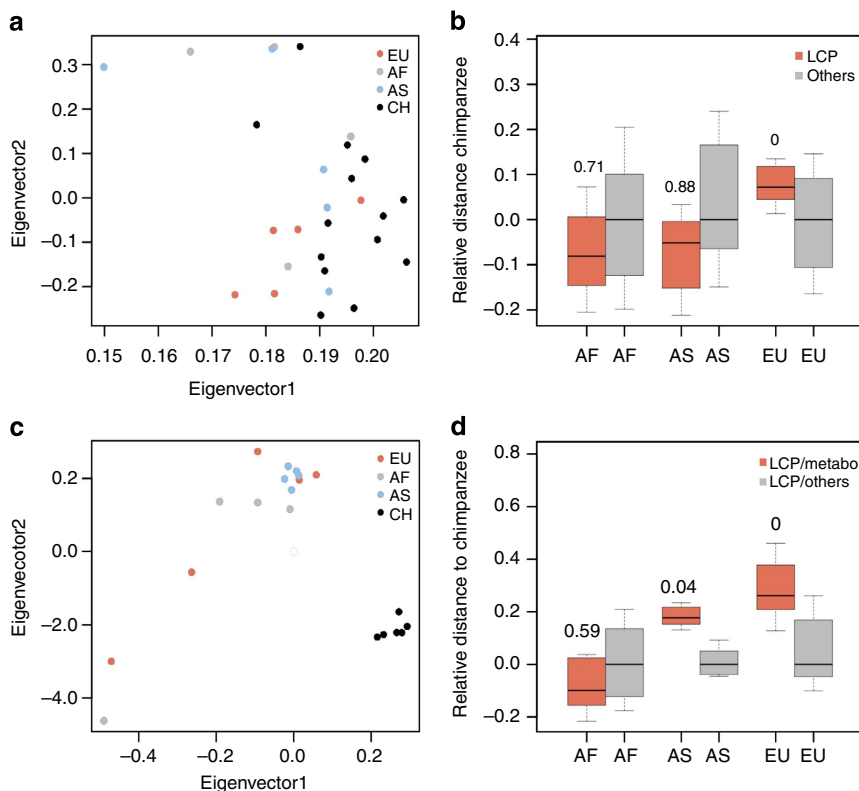 a
EU
AF
AS
CH
0.3
0.1
0.0
−0.1
−0.2
Eigenvector2
0.15 0.16 0.17 0.18 0.19 0.20
Eigenvector1
b
LCP
Others
0.4
0.2
0.1
0.0
−0.1
−0.2
Relative distance chimpanzee
0.71
0.88
0
AF AF AS AS EU EU
c
EU
AF
AS
CH
0.2
0.0
−2.0
−4.0
Eigenvecotor2
−0.4 −0.2 0.0 0.2
Eigenvector1
d
LCP/metabo
LCP/others
0.8
0.6
0.4
0.2
0.0
−0.2
Relative distance to chimpanzee
0.59
0.04
0
AF AF AS AS EU EU